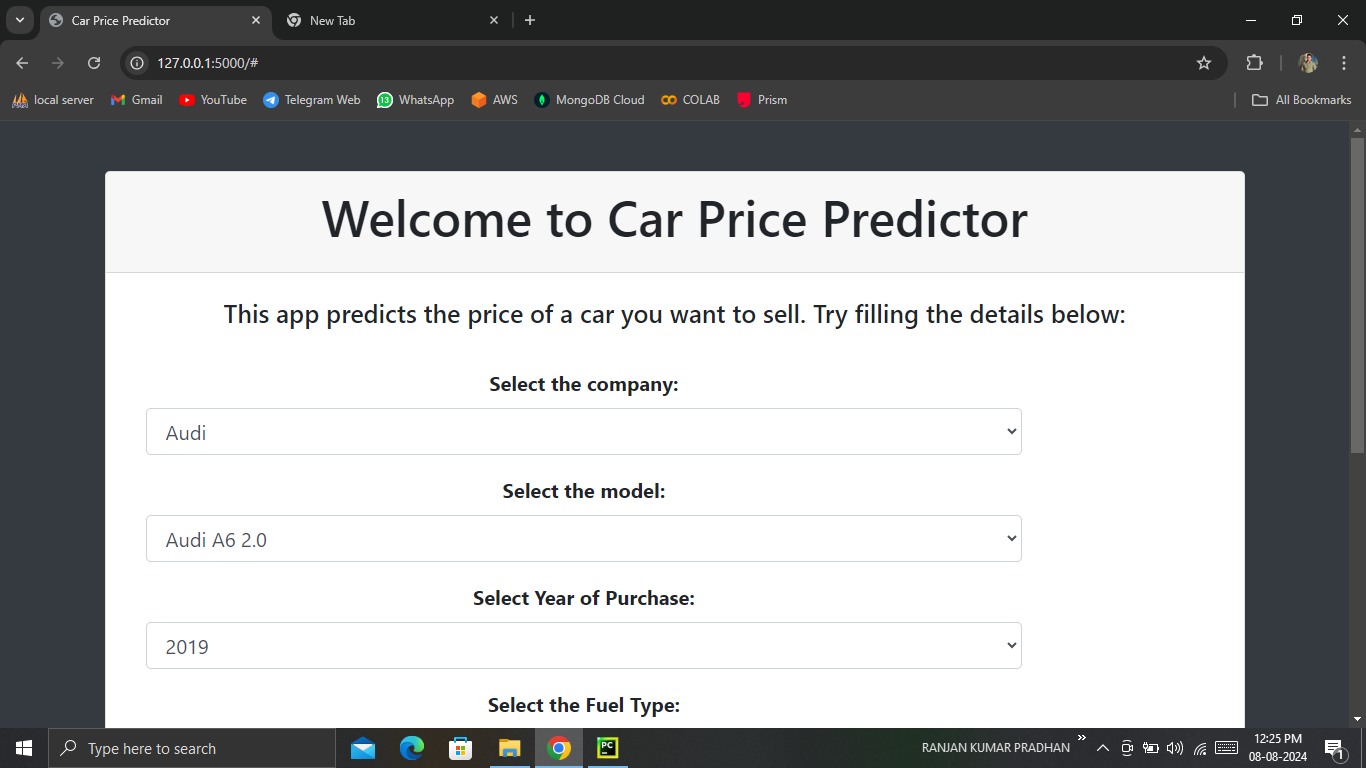 Car Price Predictor
New Tab
127.0.0.1:5000/#
local server
Gmail
YouTube
Telegram Web
13
WhatsApp
AWS
MongoDB Cloud
COLAB
Prism
All Bookmarks
Welcome to Car Price Predictor
This app predicts the price of a car you want to sell. Try filling the details below:
Select the company:
Audi
Select the model:
Audi A6 2.0
Select Year of Purchase:
2019
Select the Fuel Type:
Type here to search
PC
RANJAN KUMAR PRADHAN
12:25 PM
08-08-2024
1